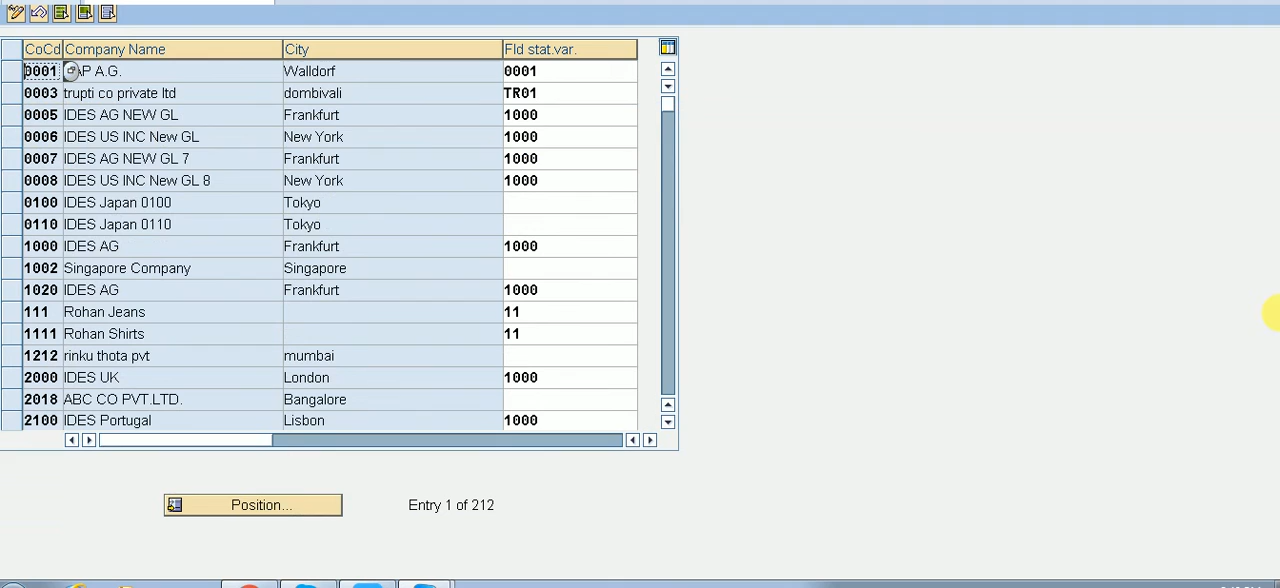 CoCd Company Name City Fld stat.var.
0001 AP A.G. Walldorf 0001
0003 trupti co private ltd dombivali TR01
0005 IDES AG NEW GL Frankfurt 1000
0006 IDES US INC New GL New York 1000
0007 IDES AG NEW GL 7 Frankfurt 1000
0008 IDES US INC New GL 8 New York 1000
0100 IDES Japan 0100 Tokyo
0110 IDES Japan 0110 Tokyo
1000 IDES AG Frankfurt 1000
1002 Singapore Company Singapore
1020 IDES AG Frankfurt 1000
111 Rohan Jeans 11
1111 Rohan Shirts 11
1212 rinku thota pvt mumbai
2000 IDES UK London 1000
2018 ABC CO PVT.LTD. Bangalore
2100 IDES Portugal Lisbon 1000
Position... Entry 1 of 212